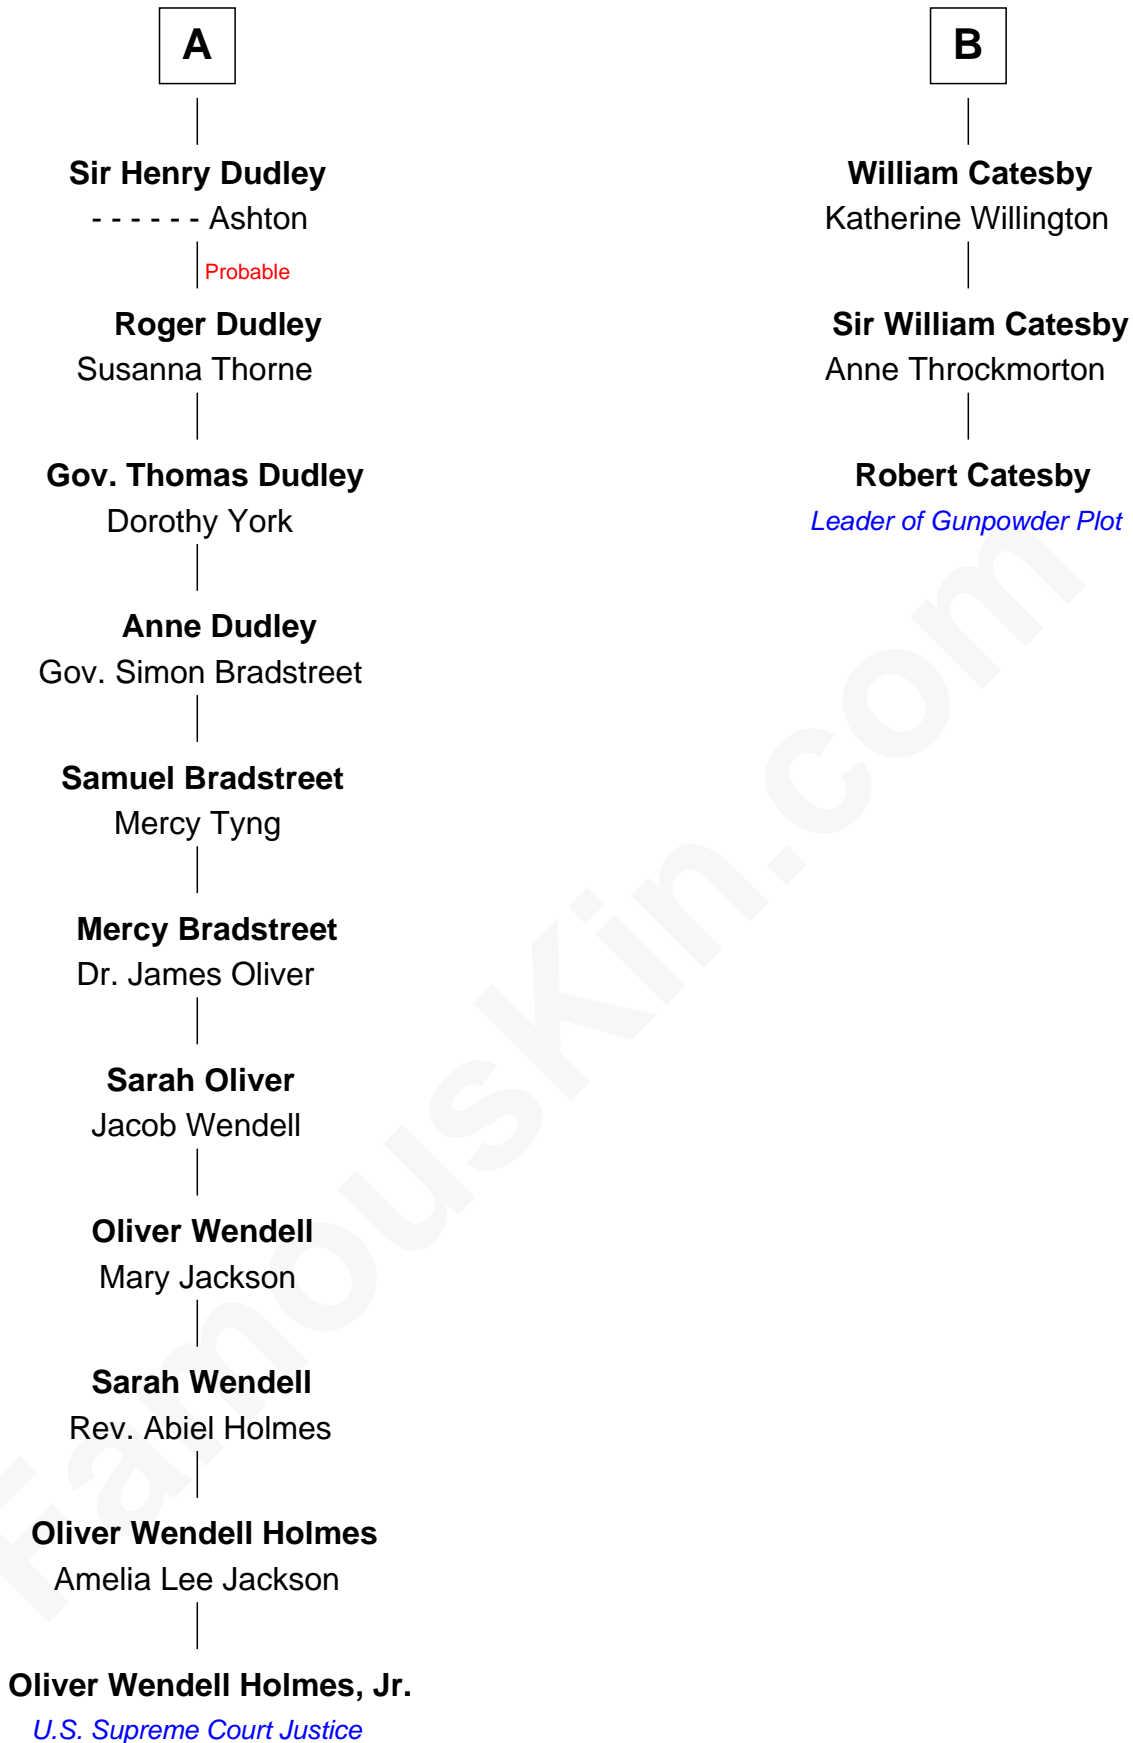 A
Sir Henry Dudley
- - - - - - Ashton
Probable
Roger Dudley
Susanna Thorne
Gov. Thomas Dudley
Dorothy York
Anne Dudley
Gov. Simon Bradstreet
Samuel Bradstreet
Mercy Tyng
Mercy Bradstreet
Dr. James Oliver
Sarah Oliver
Jacob Wendell
Oliver Wendell
Mary Jackson
Sarah Wendell
Rev. Abiel Holmes
Oliver Wendell Holmes
Amelia Lee Jackson
Oliver Wendell Holmes, Jr.
U.S. Supreme Court Justice
B
William Catesby
Katherine Willington
Sir William Catesby
Anne Throckmorton
Robert Catesby
Leader of Gunpowder Plot
FamousKin.com